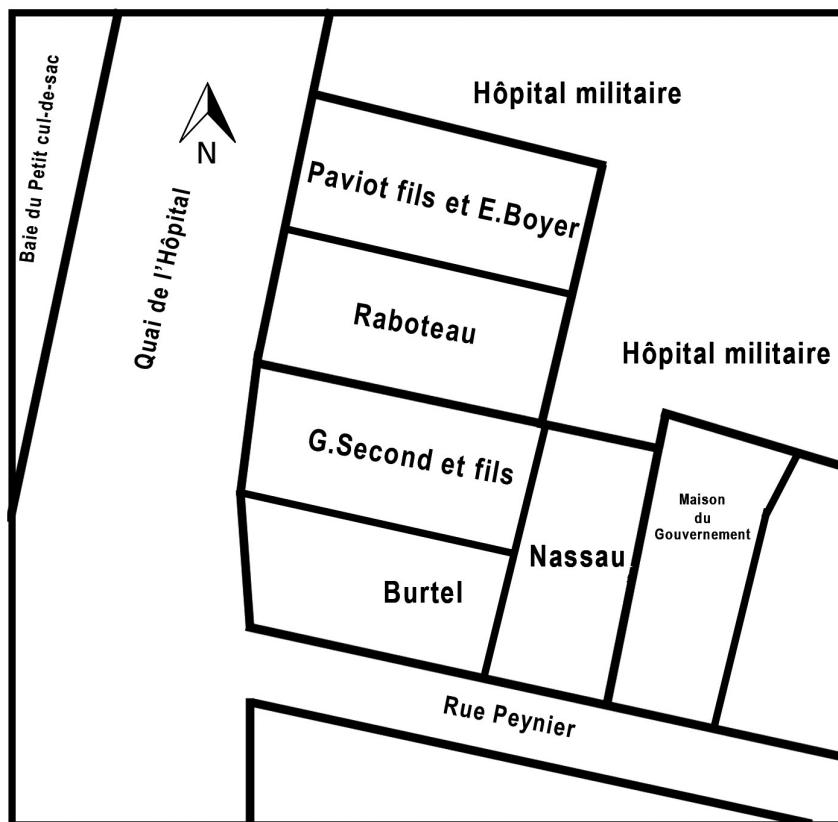 Baie du Petit cul-de-sac
Quai de l'Hôpital
N
Hôpital militaire
Paviot fils et E.Boyer
Raboteau
Hôpital militaire
G.Second et fils
Maison
du
Gouvernement
Nassau
Burtel
Rue Peynier